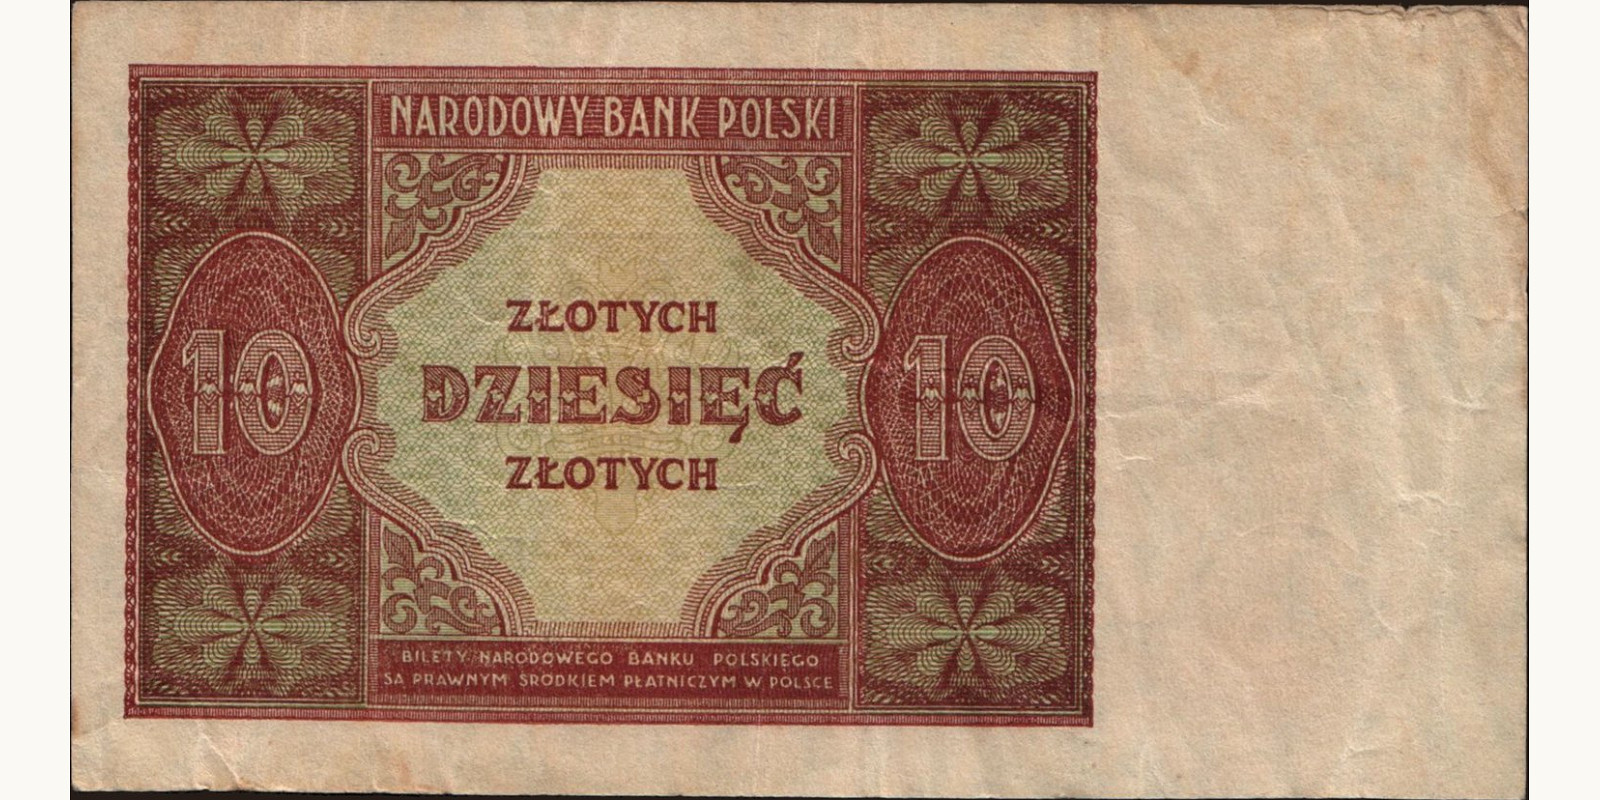 NARODOWY BANK POLSKI
ZŁOTYCH
10 DZIESIĘĆ 10
ZŁOTYCH
BILETY NARODOWEGO BANKU POLSKIEGO
SĄ PRAWNYM ŚRODKIEM PŁATNICZYM W POLSCE